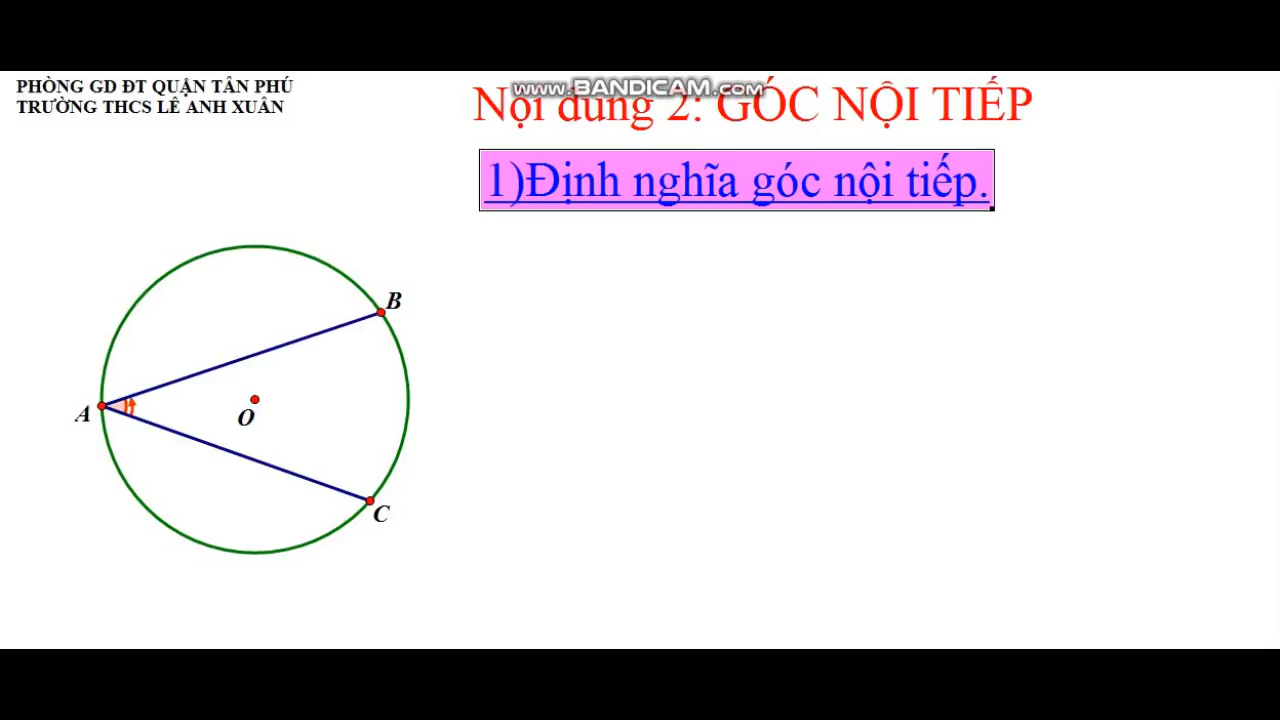 PHÒNG GD ĐT QUẬN TÂN PHÚ
TRƯỜNG THCS LÊ ANH XUÂN
www.BANDICAM.com
Nội dung 2: GÓC NỘI TIẾP
1)Định nghĩa góc nội tiếp.
B
A
O
C